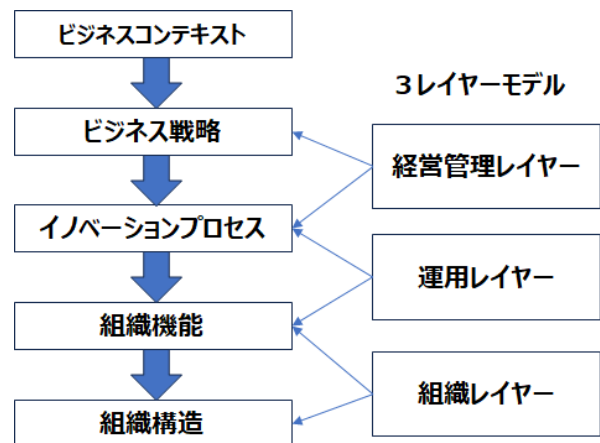 ビジネスコンテキスト
ビジネス戦略
イノベーションプロセス
組織機能
組織構造
３レイヤーモデル
経営管理レイヤー
運用レイヤー
組織レイヤー